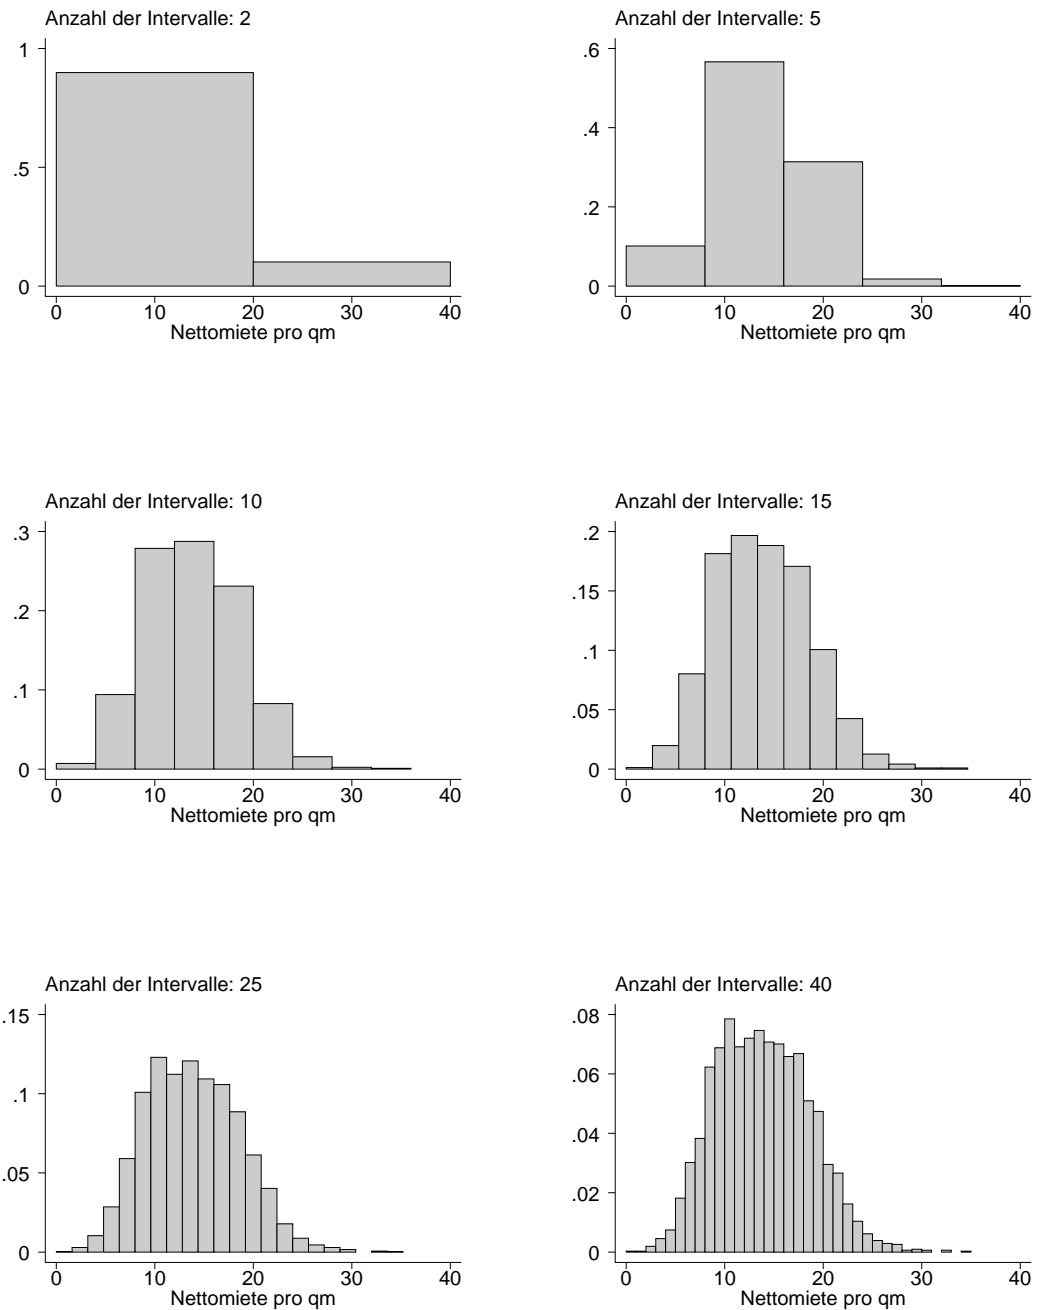 Anzahl der Intervalle: 2
1
.5
0
0 10 20 30 40
Nettomiete pro qm
Anzahl der Intervalle: 5
.6
.4
.2
0
0 10 20 30 40
Nettomiete pro qm
Anzahl der Intervalle: 10
.3
.2
.1
0
0 10 20 30 40
Nettomiete pro qm
Anzahl der Intervalle: 15
.2
.15
.1
.05
0
0 10 20 30 40
Nettomiete pro qm
Anzahl der Intervalle: 25
.15
.1
.05
0
0 10 20 30 40
Nettomiete pro qm
Anzahl der Intervalle: 40
.08
.06
.04
.02
0
0 10 20 30 40
Nettomiete pro qm